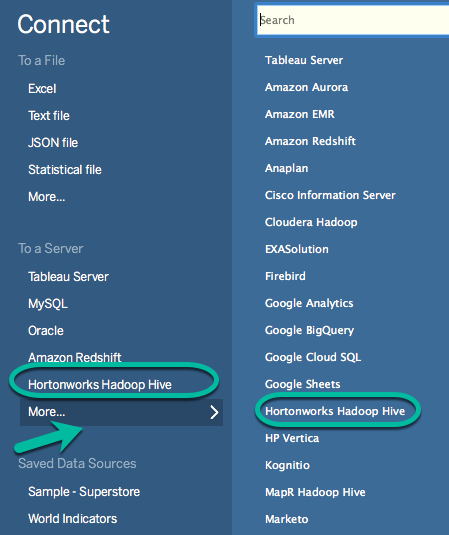 Connect
To a File
Excel
Text file
JSON file
Statistical file
More...
To a Server
Tableau Server
MySQL
Oracle
Amazon Redshift
Hortonworks Hadoop Hive
More...
Saved Data Sources
Sample - Superstore
World Indicators
Search
Tableau Server
Amazon Aurora
Amazon EMR
Amazon Redshift
Anaplan
Cisco Information Server
Cloudera Hadoop
EXASolution
Firebird
Google Analytics
Google BigQuery
Google Cloud SQL
Google Sheets
Hortonworks Hadoop Hive
HP Vertica
Kognitio
MapR Hadoop Hive
Marketo